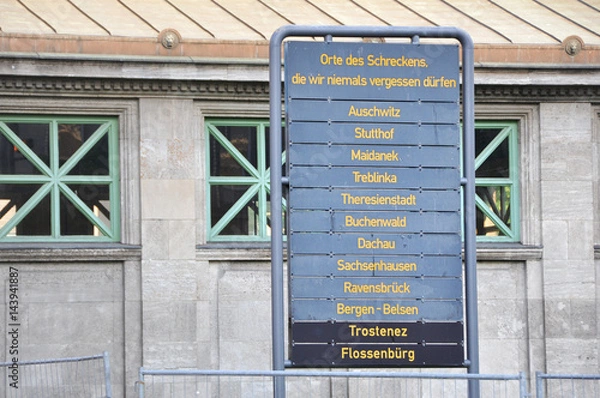 Orte des Schreckens,
die wir niemals vergessen dürfen
Auschwitz
Stutthof
Maidanek
Treblinka
Theresienstadt
Buchenwald
Dachau
Sachsenhausen
Ravensbrück
Bergen - Belsen
Trostenez
Flossenbürg
143941887